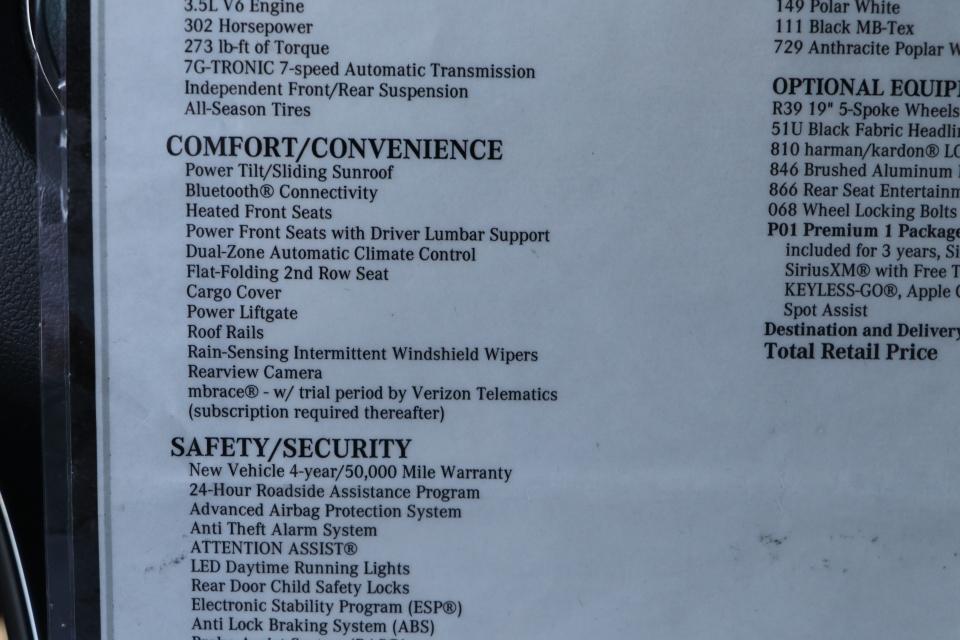 3.5L V6 Engine
302 Horsepower
273 lb-ft of Torque
7G-TRONIC 7-speed Automatic Transmission
Independent Front/Rear Suspension
All-Season Tires
COMFORT/CONVENIENCE
Power Tilt/Sliding Sunroof
Bluetooth® Connectivity
Heated Front Seats
Power Front Seats with Driver Lumbar Support
Dual-Zone Automatic Climate Control
Flat-Folding 2nd Row Seat
Cargo Cover
Power Liftgate
Roof Rails
Rain-Sensing Intermittent Windshield Wipers
Rearview Camera
mbrace® - w/ trial period by Verizon Telematics
(subscription required thereafter)
SAFETY/SECURITY
New Vehicle 4-year/50,000 Mile Warranty
24-Hour Roadside Assistance Program
Advanced Airbag Protection System
Anti Theft Alarm System
ATTENTION ASSIST®
LED Daytime Running Lights
Rear Door Child Safety Locks
Electronic Stability Program (ESP®)
Anti Lock Braking System (ABS)
149 Polar White
111 Black MB-Tex
729 Anthracite Poplar
OPTIONAL
R39 19" 5-Spoke Wheels
51U Black Fabric
810 harman/kardon®
846 Brushed Aluminum
866 Rear Seat
068 Wheel Locking Bolts
P01 Premium 1 Package
included for 3 years,
SiriusXM® with Free
KEYLESS-GO®, Apple
Spot Assist
Destination and Delivery
Total Retail Price